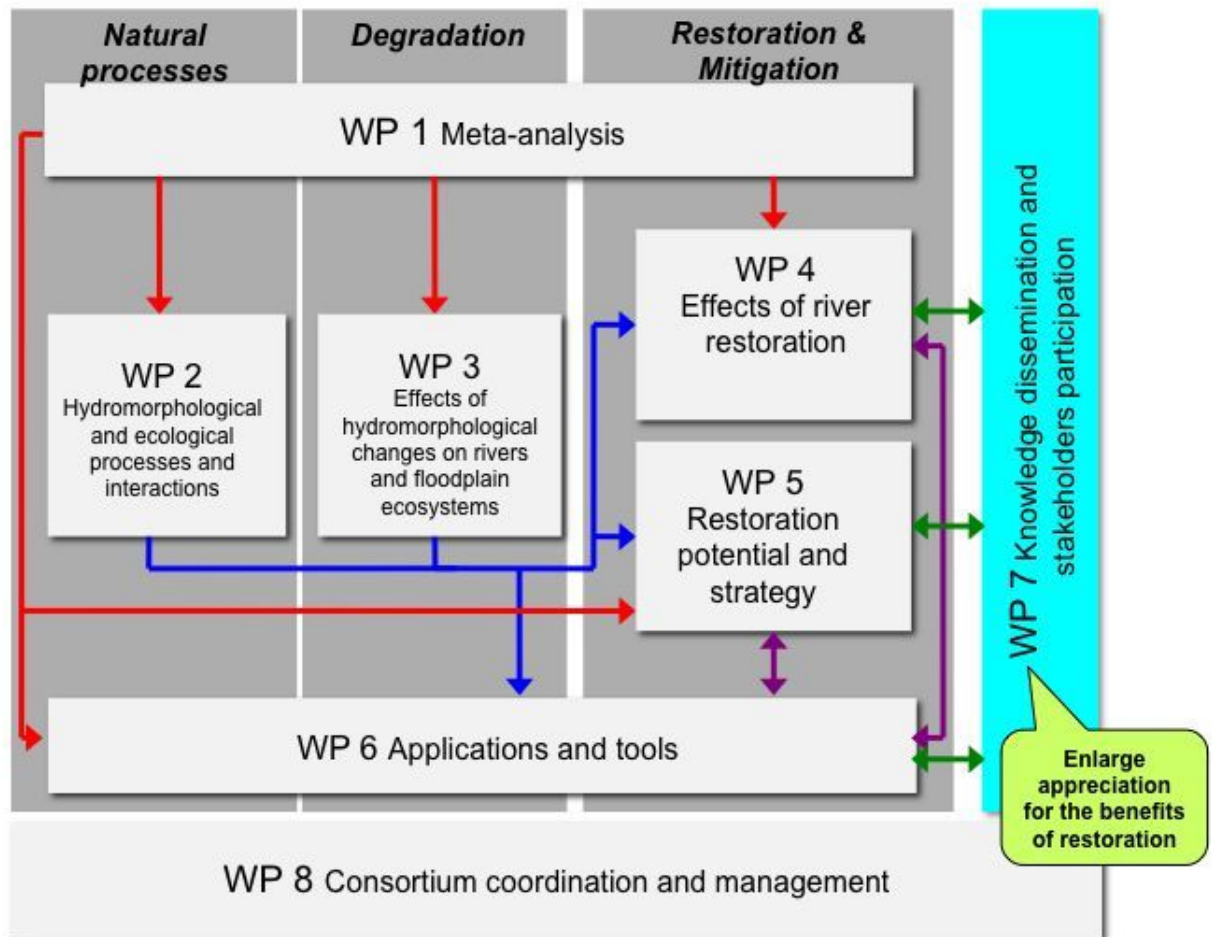 Natural
processes
Degradation
Restoration &
Mitigation
WP 1 Meta-analysis
WP 2
Hydromorphological
and ecological
processes and
interactions
WP 3
Effects of
hydromorphological
changes on rivers
and floodplain
ecosystems
WP 4
Effects of river
restoration
WP 5
Restoration
potential and
strategy
WP 6 Applications and tools
WP 7 Knowledge dissemination and
stakeholders participation
Enlarge
appreciation
for the benefits
of restoration
WP 8 Consortium coordination and management